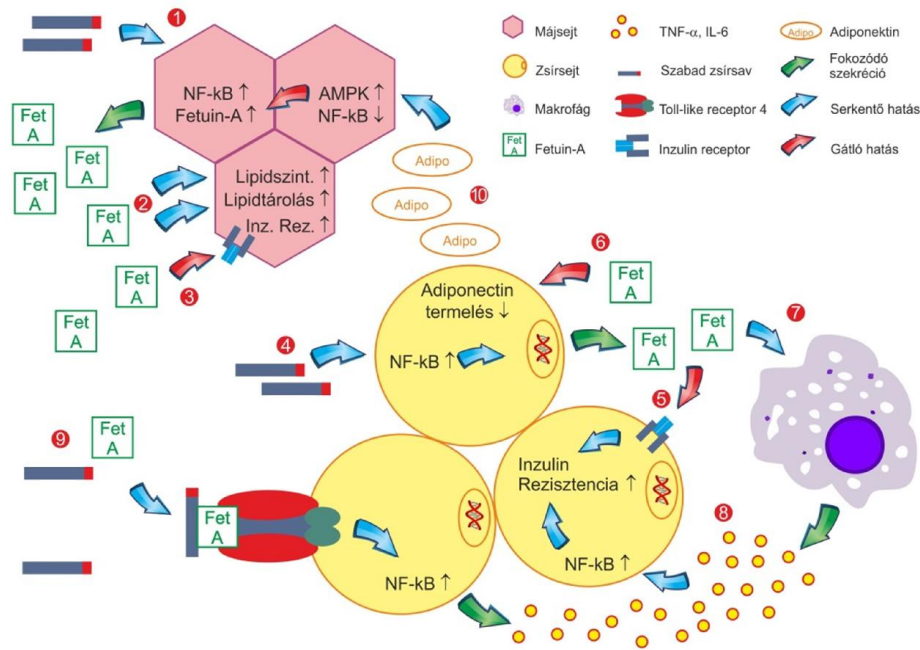 1
NF-kB ↑
Fetuin-A ↑
AMPK ↑
NF-kB ↓
Májsejt
TNF-α, IL-6
Adipo
Adiponektin
Zsírsejt
Szabad zsírsav
Fokozódó
szekréció
Makrofág
Toll-like receptor 4
Serkentő hatás
Fet
A
Fetuin-A
Inzulin receptor
Gátló hatás
Fet
A
Fet
A
Fet
A
Fet
A
2
Lipidszint. ↑
Lipidtárolás ↑
Inz. Rez. ↑
Adipo
Adipo
Adipo
10
Fet
A
3
Fet
A
6
Fet
A
Adiponectin
termelés ↓
NF-kB ↑
4
Fet
A
Fet
A
7
5
9
Fet
A
Fet
A
Inzulin
Rezisztencia ↑
NF-kB ↑
NF-kB ↑
8